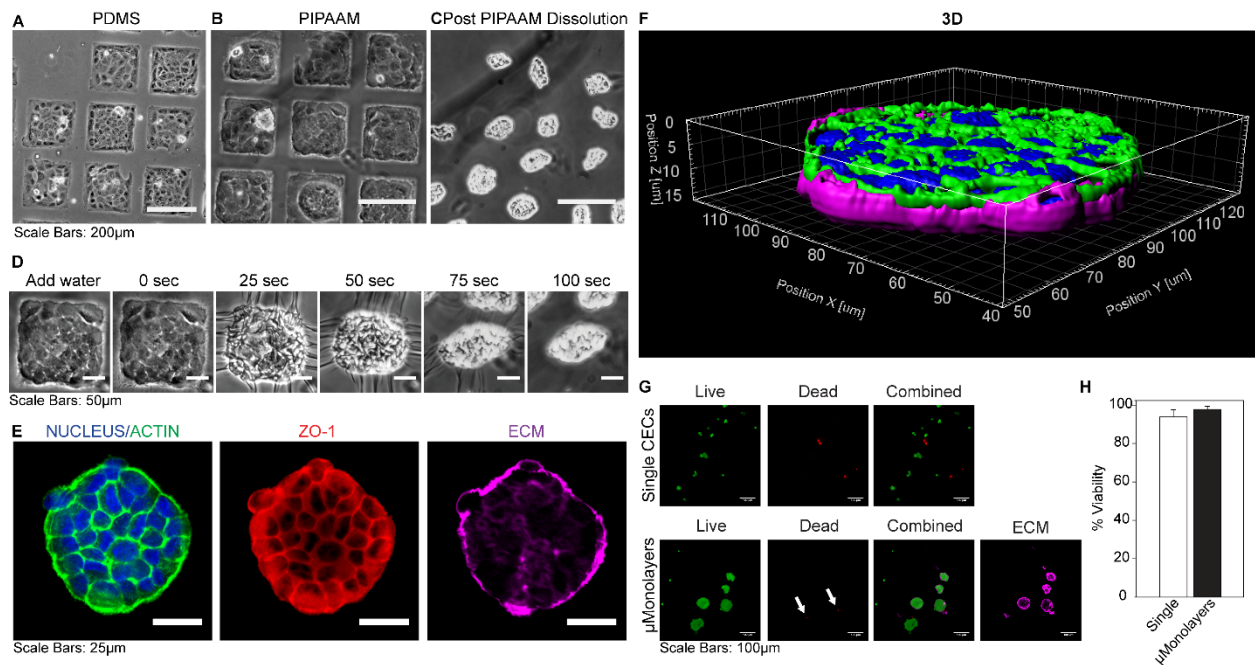 A PDMS
B PIPAAM
CPost PIPAAM Dissolution
Scale Bars: 200µm
D
Add water 0 sec 25 sec 50 sec 75 sec 100 sec
Scale Bars: 50µm
E NUCLEUS/ACTIN ZO-1 ECM
Scale Bars: 25µm
F 3D
Position Z [um]
0
5
10
15
110 100 90 80 70 60 50 40
Position X [um]
50 60 70 80 90 100 110 120
Position Y [um]
G
Live Dead Combined
Single CECs
Live Dead Combined ECM
µMonolayers
Scale Bars: 100µm
H
% Viability
100
80
60
40
20
0
Single
µMonolayers